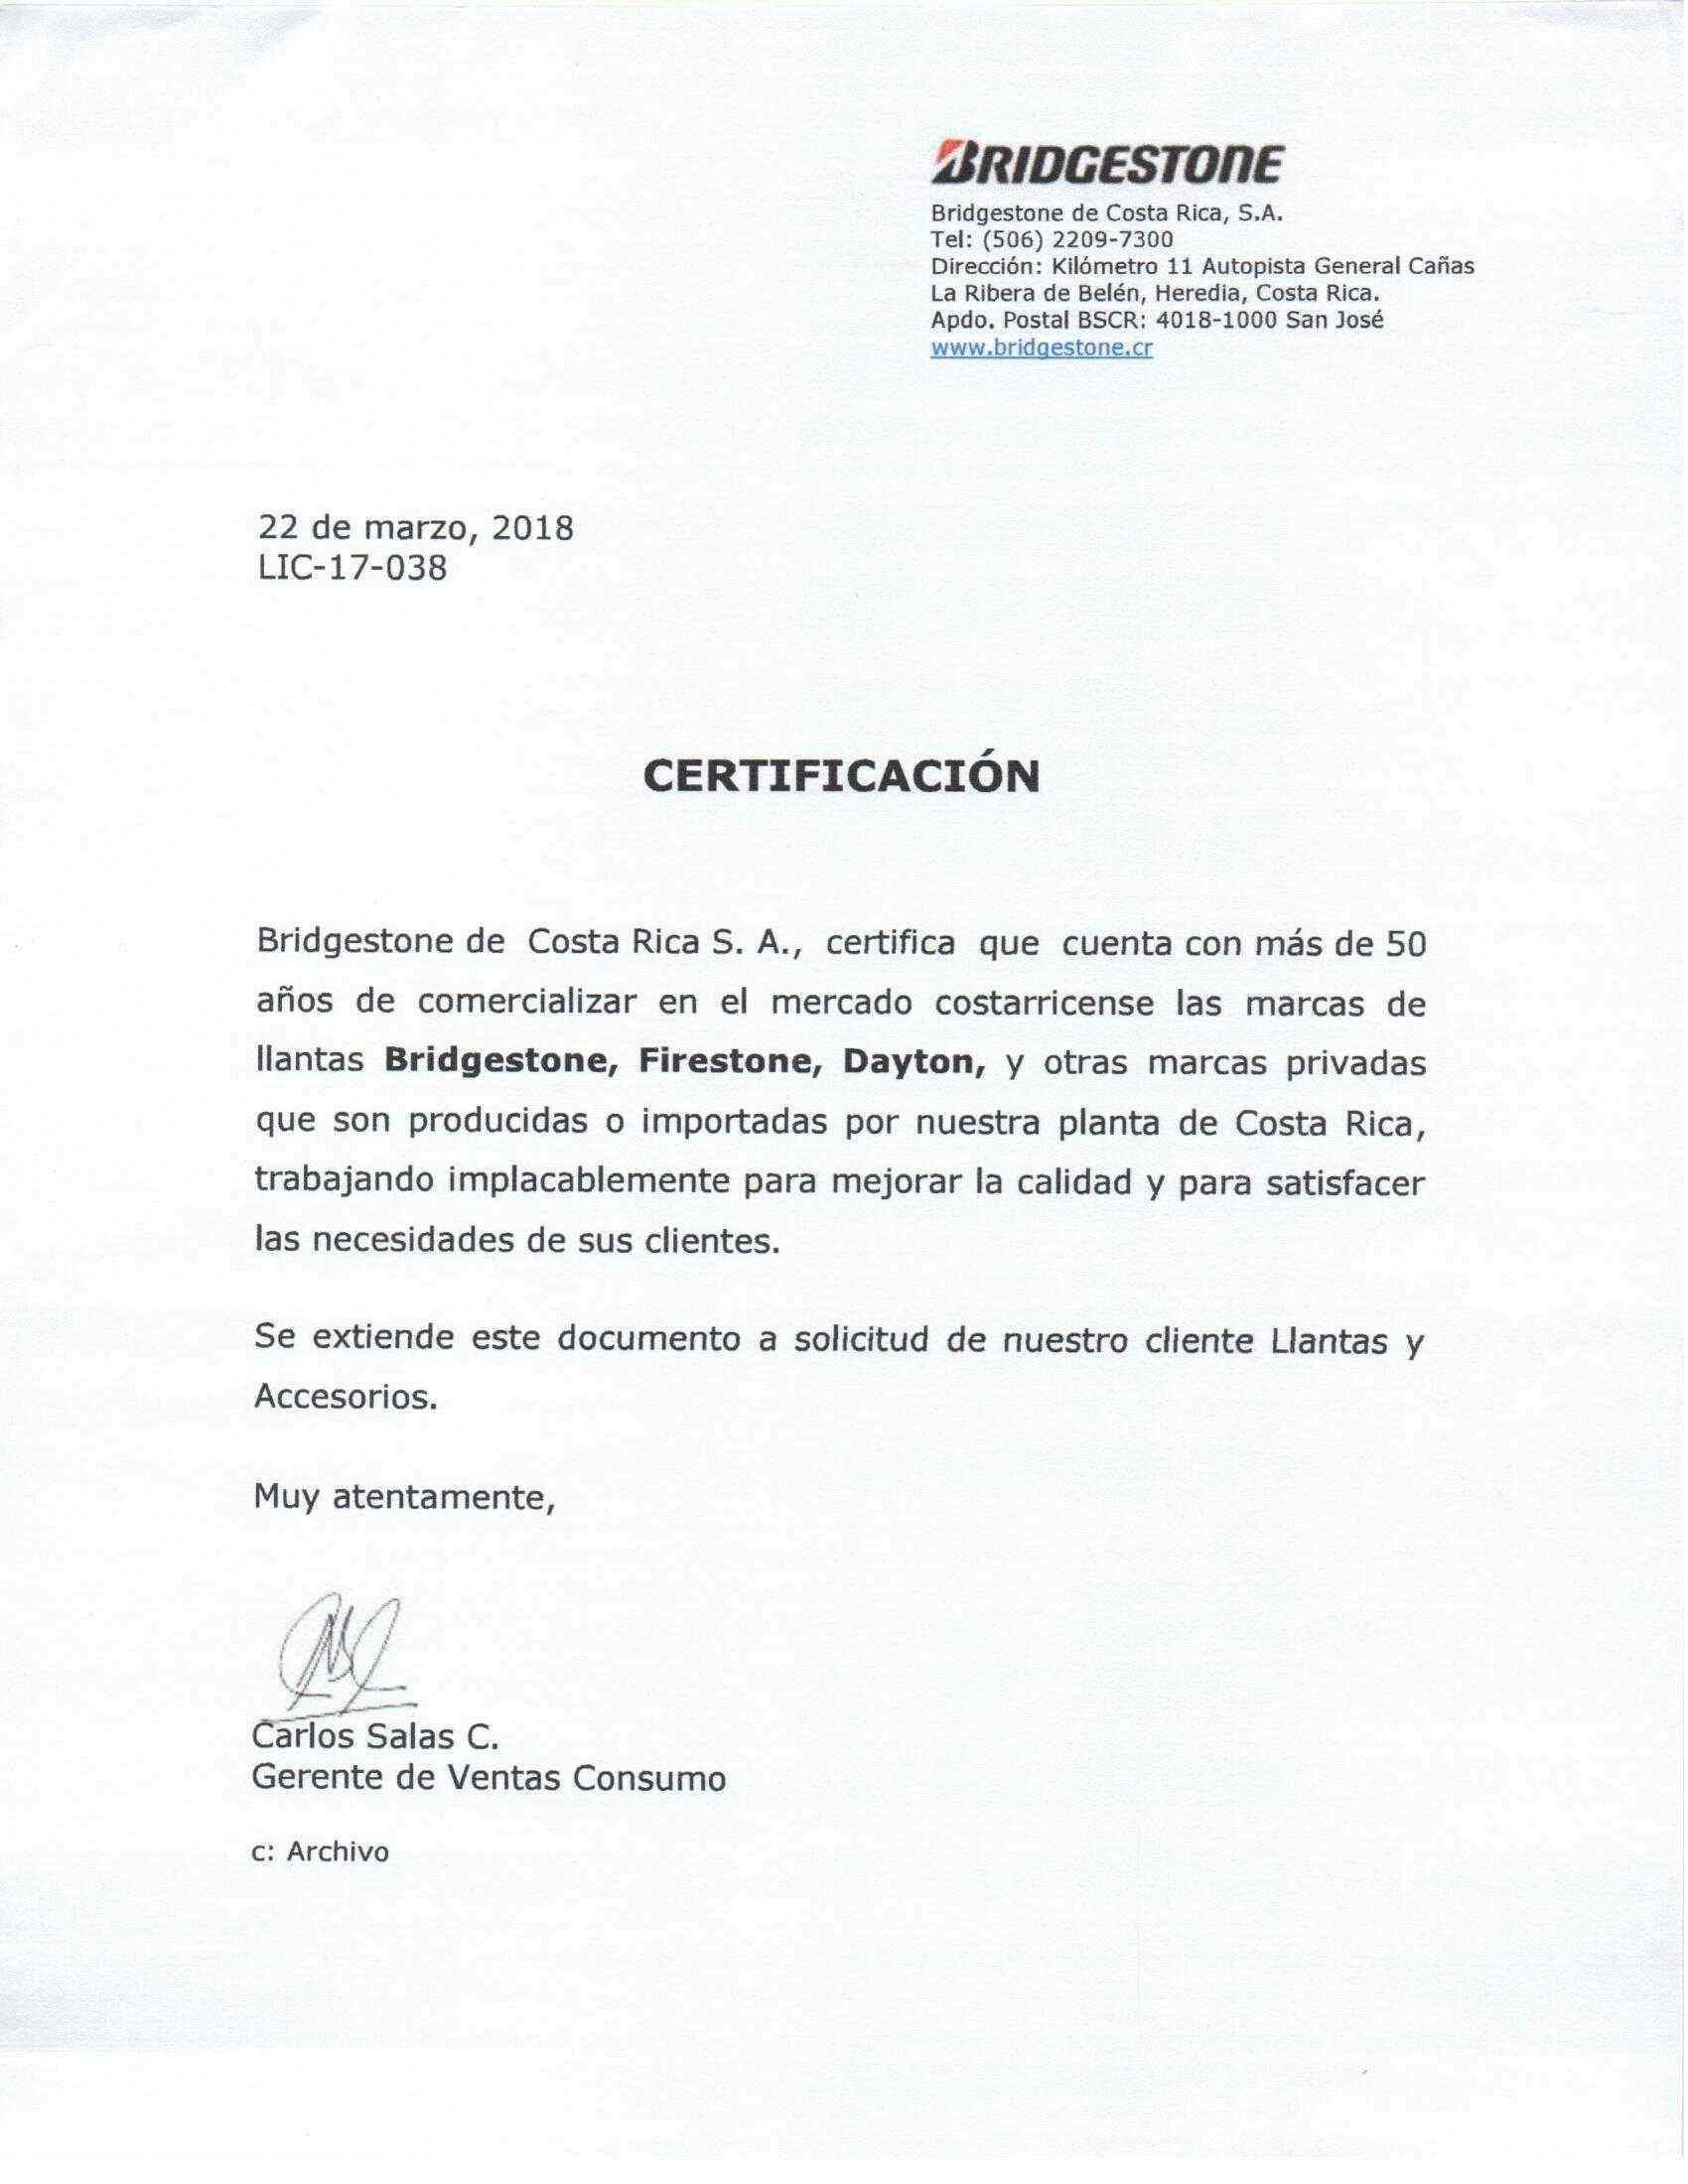 BRIDGESTONE
Bridgestone de Costa Rica, S.A.
Tel: (506) 2209-7300
Dirección: Kilómetro 11 Autopista General Cañas
La Ribera de Belén, Heredia, Costa Rica.
Apdo. Postal BSCR: 4018-1000 San José
www.bridgestone.cr
22 de marzo, 2018
LIC-17-038
CERTIFICACIÓN
Bridgestone de Costa Rica S. A., certifica que cuenta con más de 50
años de comercializar en el mercado costarricense las marcas de
llantas Bridgestone, Firestone, Dayton, y otras marcas privadas
que son producidas o importadas por nuestra planta de Costa Rica,
trabajando implacablemente para mejorar la calidad y para satisfacer
las necesidades de sus clientes.
Se extiende este documento a solicitud de nuestro cliente Llantas y
Accesorios.
Muy atentamente,
Carlos Salas C.
Gerente de Ventas Consumo
c: Archivo